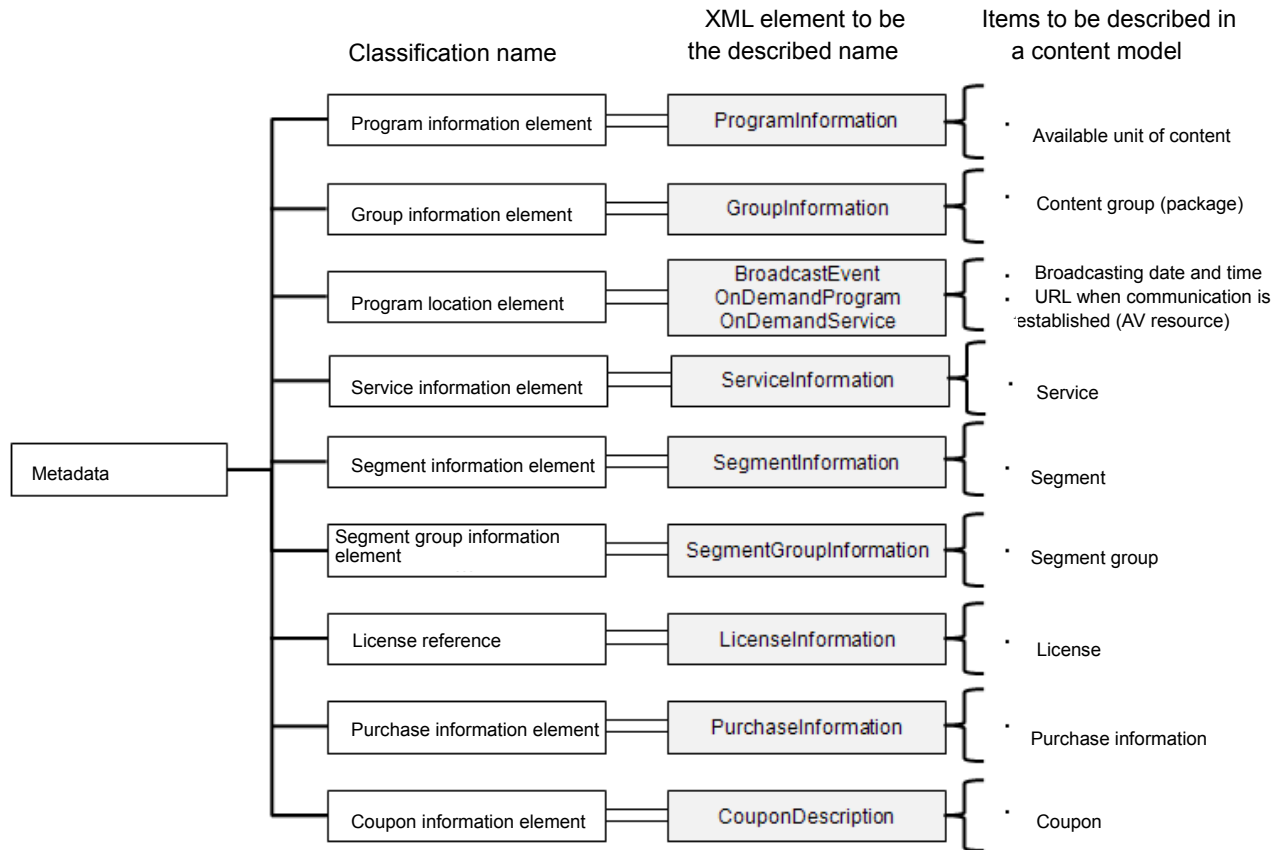 XML element to be
the described name
Items to be described in
a content model
Classification name
Program information element
ProgramInformation
· Available unit of content
Group information element
GroupInformation
· Content group (package)
Program location element
BroadcastEvent
OnDemandProgram
OnDemandService
· Broadcasting date and time
· URL when communication is
established (AV resource)
Service information element
ServiceInformation
· Service
Metadata
Segment information element
SegmentInformation
· Segment
Segment group information
element
SegmentGroupInformation
· Segment group
License reference
LicenseInformation
· License
Purchase information element
PurchaseInformation
· Purchase information
Coupon information element
CouponDescription
· Coupon